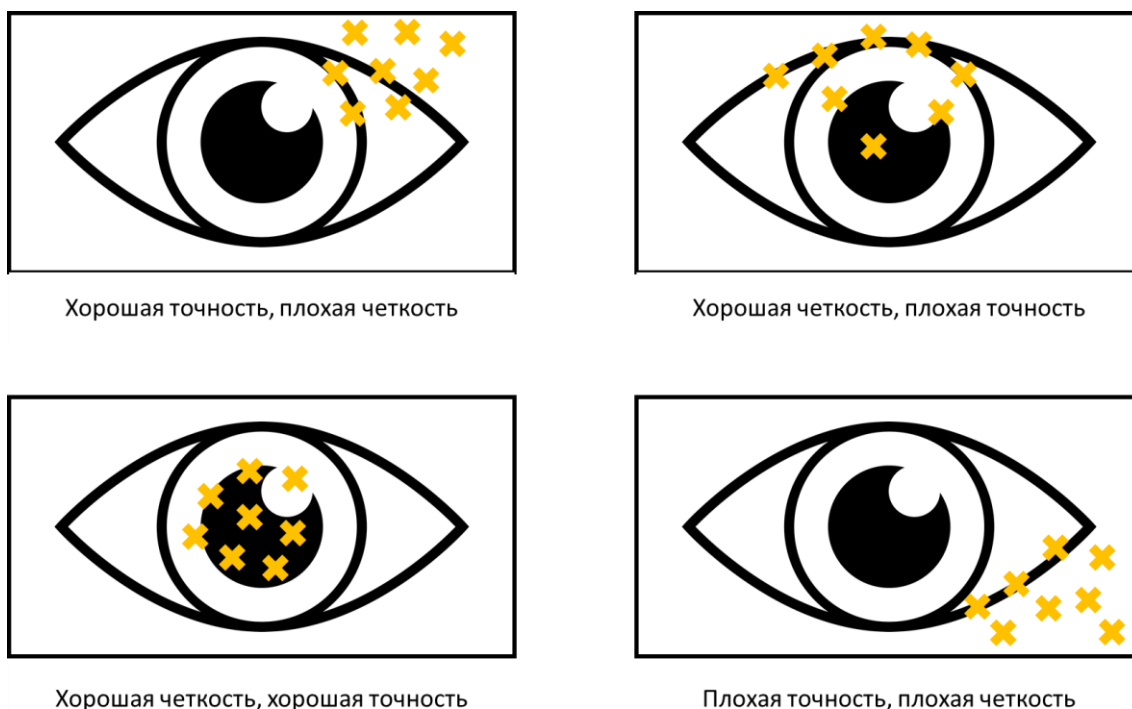 Хорошая точность, плохая четкость
Хорошая четкость, плохая точность
Хорошая четкость, хорошая точность
Плохая точность, плохая четкость